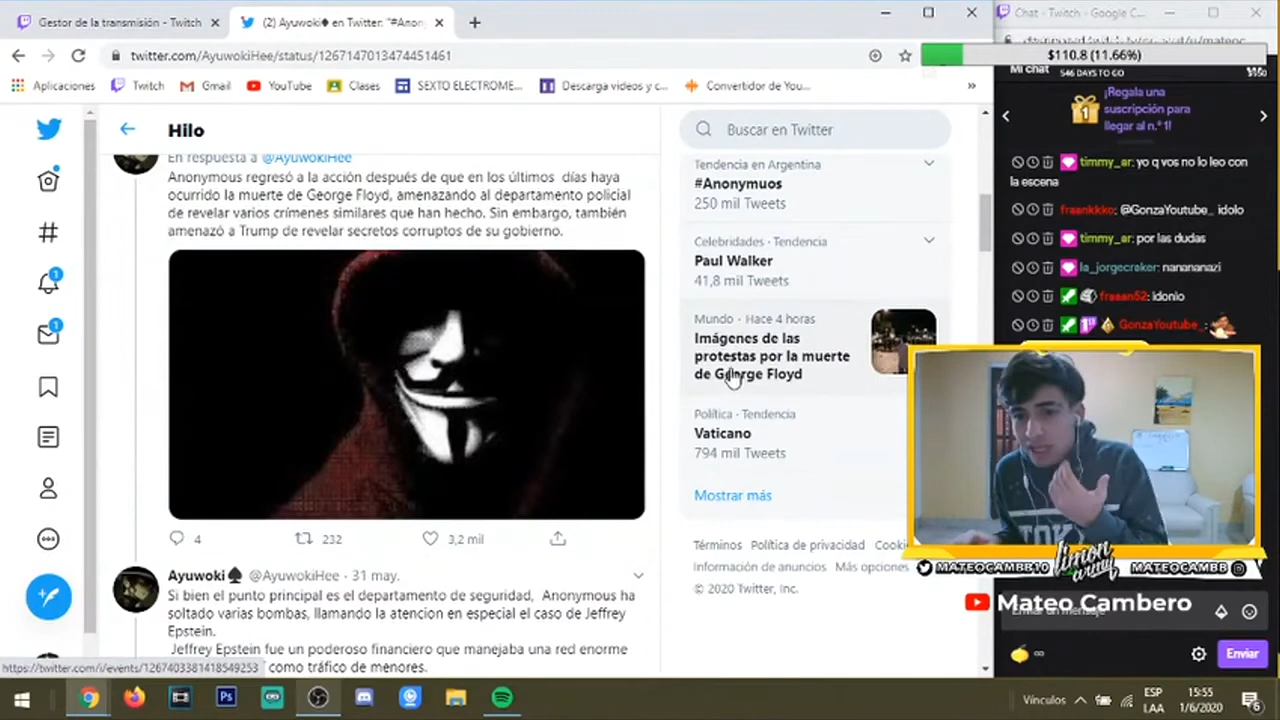 Gestor de la transmisión - Twitch
(2) Ayuwoki♠ en Twitter: "#Anon
Chat - Twitch - Google C...
twitter.com/AyuwokiHee/status/1267147013474451461
$110.8 (11.66%)
Mi chat
546 DAYS TO GO
Aplicaciones
Twitch
Gmail
YouTube
Clases
SEXTO ELECTROME...
Descarga videos y c...
Convertidor de You...
»
¡Regala una
suscripción para
llegar al n.º 1!
Hilo
Buscar en Twitter
En respuesta a @AyuwokiHee
Anonymous regresó a la acción después de que en los últimos días haya
ocurrido la muerte de George Floyd, amenazando al departamento policial
de revelar varios crímenes similares que han hecho. Sin embargo, también
amenazó a Trump de revelar secretos corruptos de su gobierno.
4
232
3,2 mil
Ayuwoki♠ @AyuwokiHee · 31 may.
Si bien el punto principal es el departamento de seguridad, Anonymous ha
soltado varias bombas, llamando la atencion en especial el caso de Jeffrey
Epstein.
Jeffrey Epstein fue un poderoso financiero que manejaba una red enorme
como tráfico de menores.
https://twitter.com/i/events/1267403381418549253
Tendencia en Argentina
#Anonymuos
250 mil Tweets
Celebridades · Tendencia
Paul Walker
41,8 mil Tweets
Mundo · Hace 4 horas
Imágenes de las
protestas por la muerte
de George Floyd
Política · Tendencia
Vaticano
794 mil Tweets
Mostrar más
Términos Política de privacidad Cooki
Información de anuncios Más opciones
© 2020 Twitter, Inc.
timmy_ar: yo q vos no lo leo con
la escena
fraankkko: @GonzaYoutube_ idolo
timmy_ar: por las dudas
la_jorgecraker: nanananazi
fraaan52: idonio
GonzaYoutube_:
MATEOCAMBB10
limon
MATEOCAMBB
Mateo Cambero
Enviar
Vínculos
ESP
LAA
15:55
1/6/2020
6